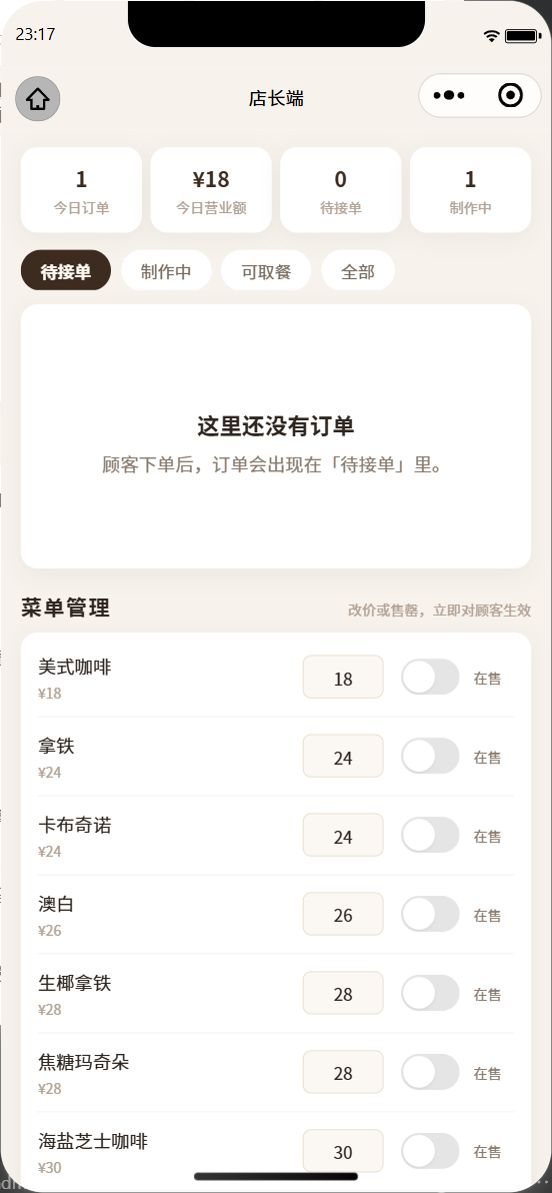 23:17
店长端
1
今日订单
¥18
今日营业额
0
待接单
1
制作中
待接单
制作中
可取餐
全部
这里还没有订单
顾客下单后，订单会出现在「待接单」里。
菜单管理
改价或售罄，立即对顾客生效
美式咖啡
¥18
18
在售
拿铁
¥24
24
在售
卡布奇诺
¥24
24
在售
澳白
¥26
26
在售
生椰拿铁
¥28
28
在售
焦糖玛奇朵
¥28
28
在售
海盐芝士咖啡
¥30
30
在售